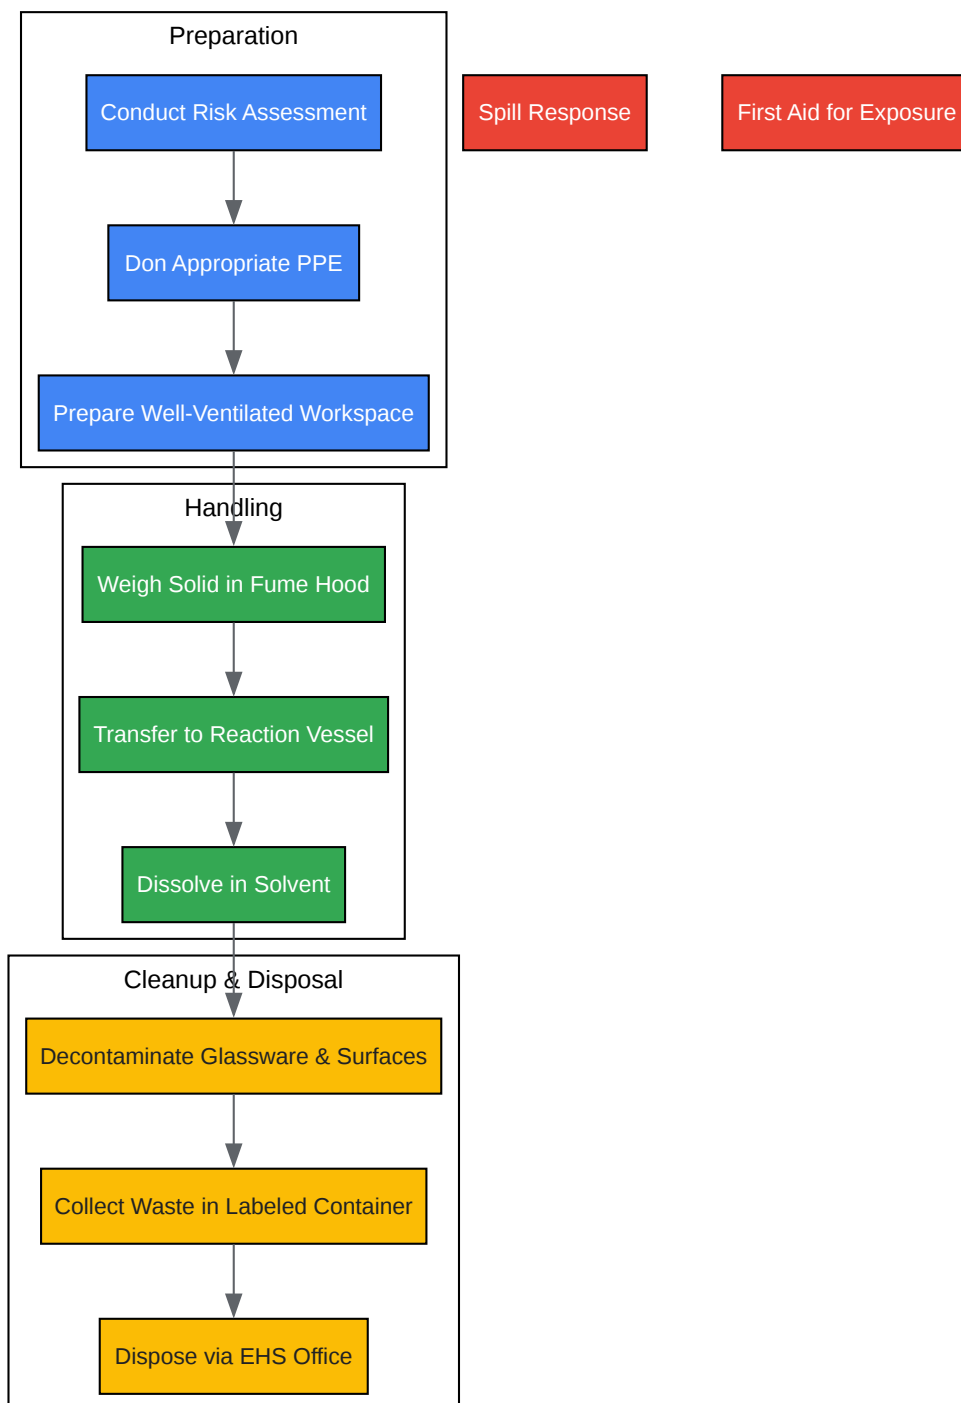 Preparation
Conduct Risk Assessment
Spill Response
First Aid for Exposure
Don Appropriate PPE
Prepare Well-Ventilated Workspace
Handling
Weigh Solid in Fume Hood
Transfer to Reaction Vessel
Dissolve in Solvent
Cleanup & Disposal
Decontaminate Glassware & Surfaces
Collect Waste in Labeled Container
Dispose via EHS Office